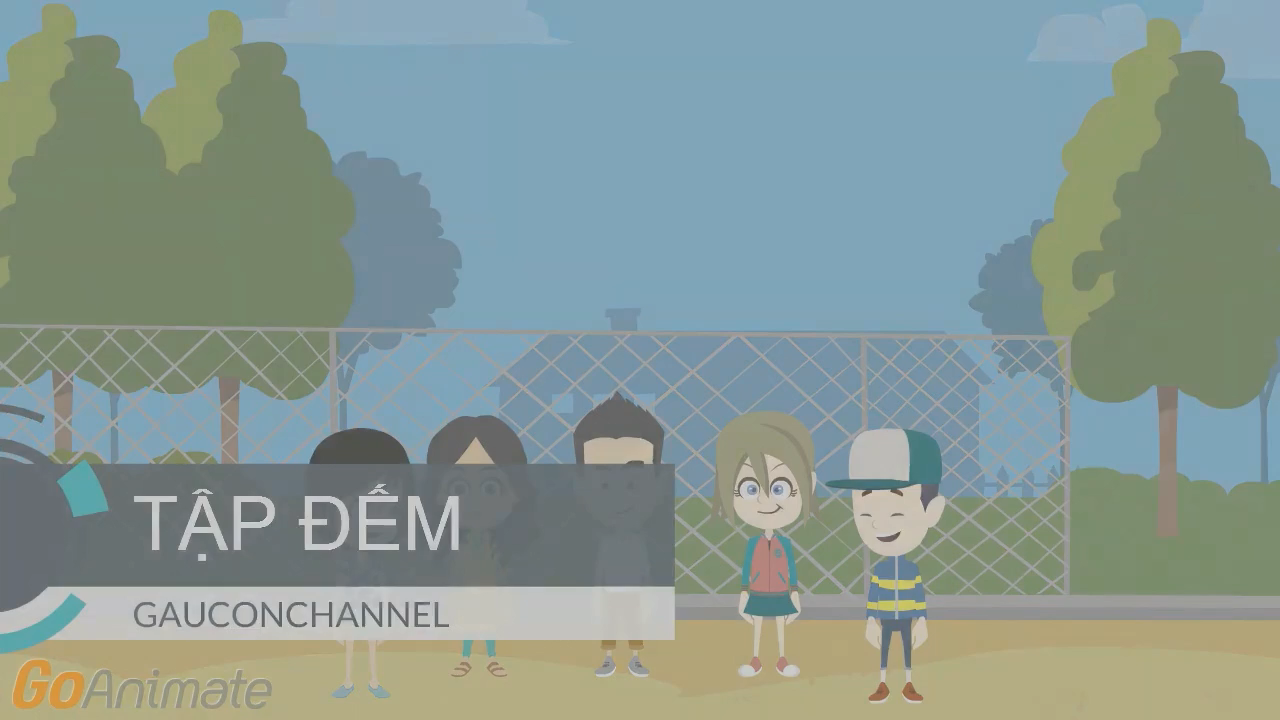 TẬP ĐẾM
GAUCONCHANNEL
GoAnimate